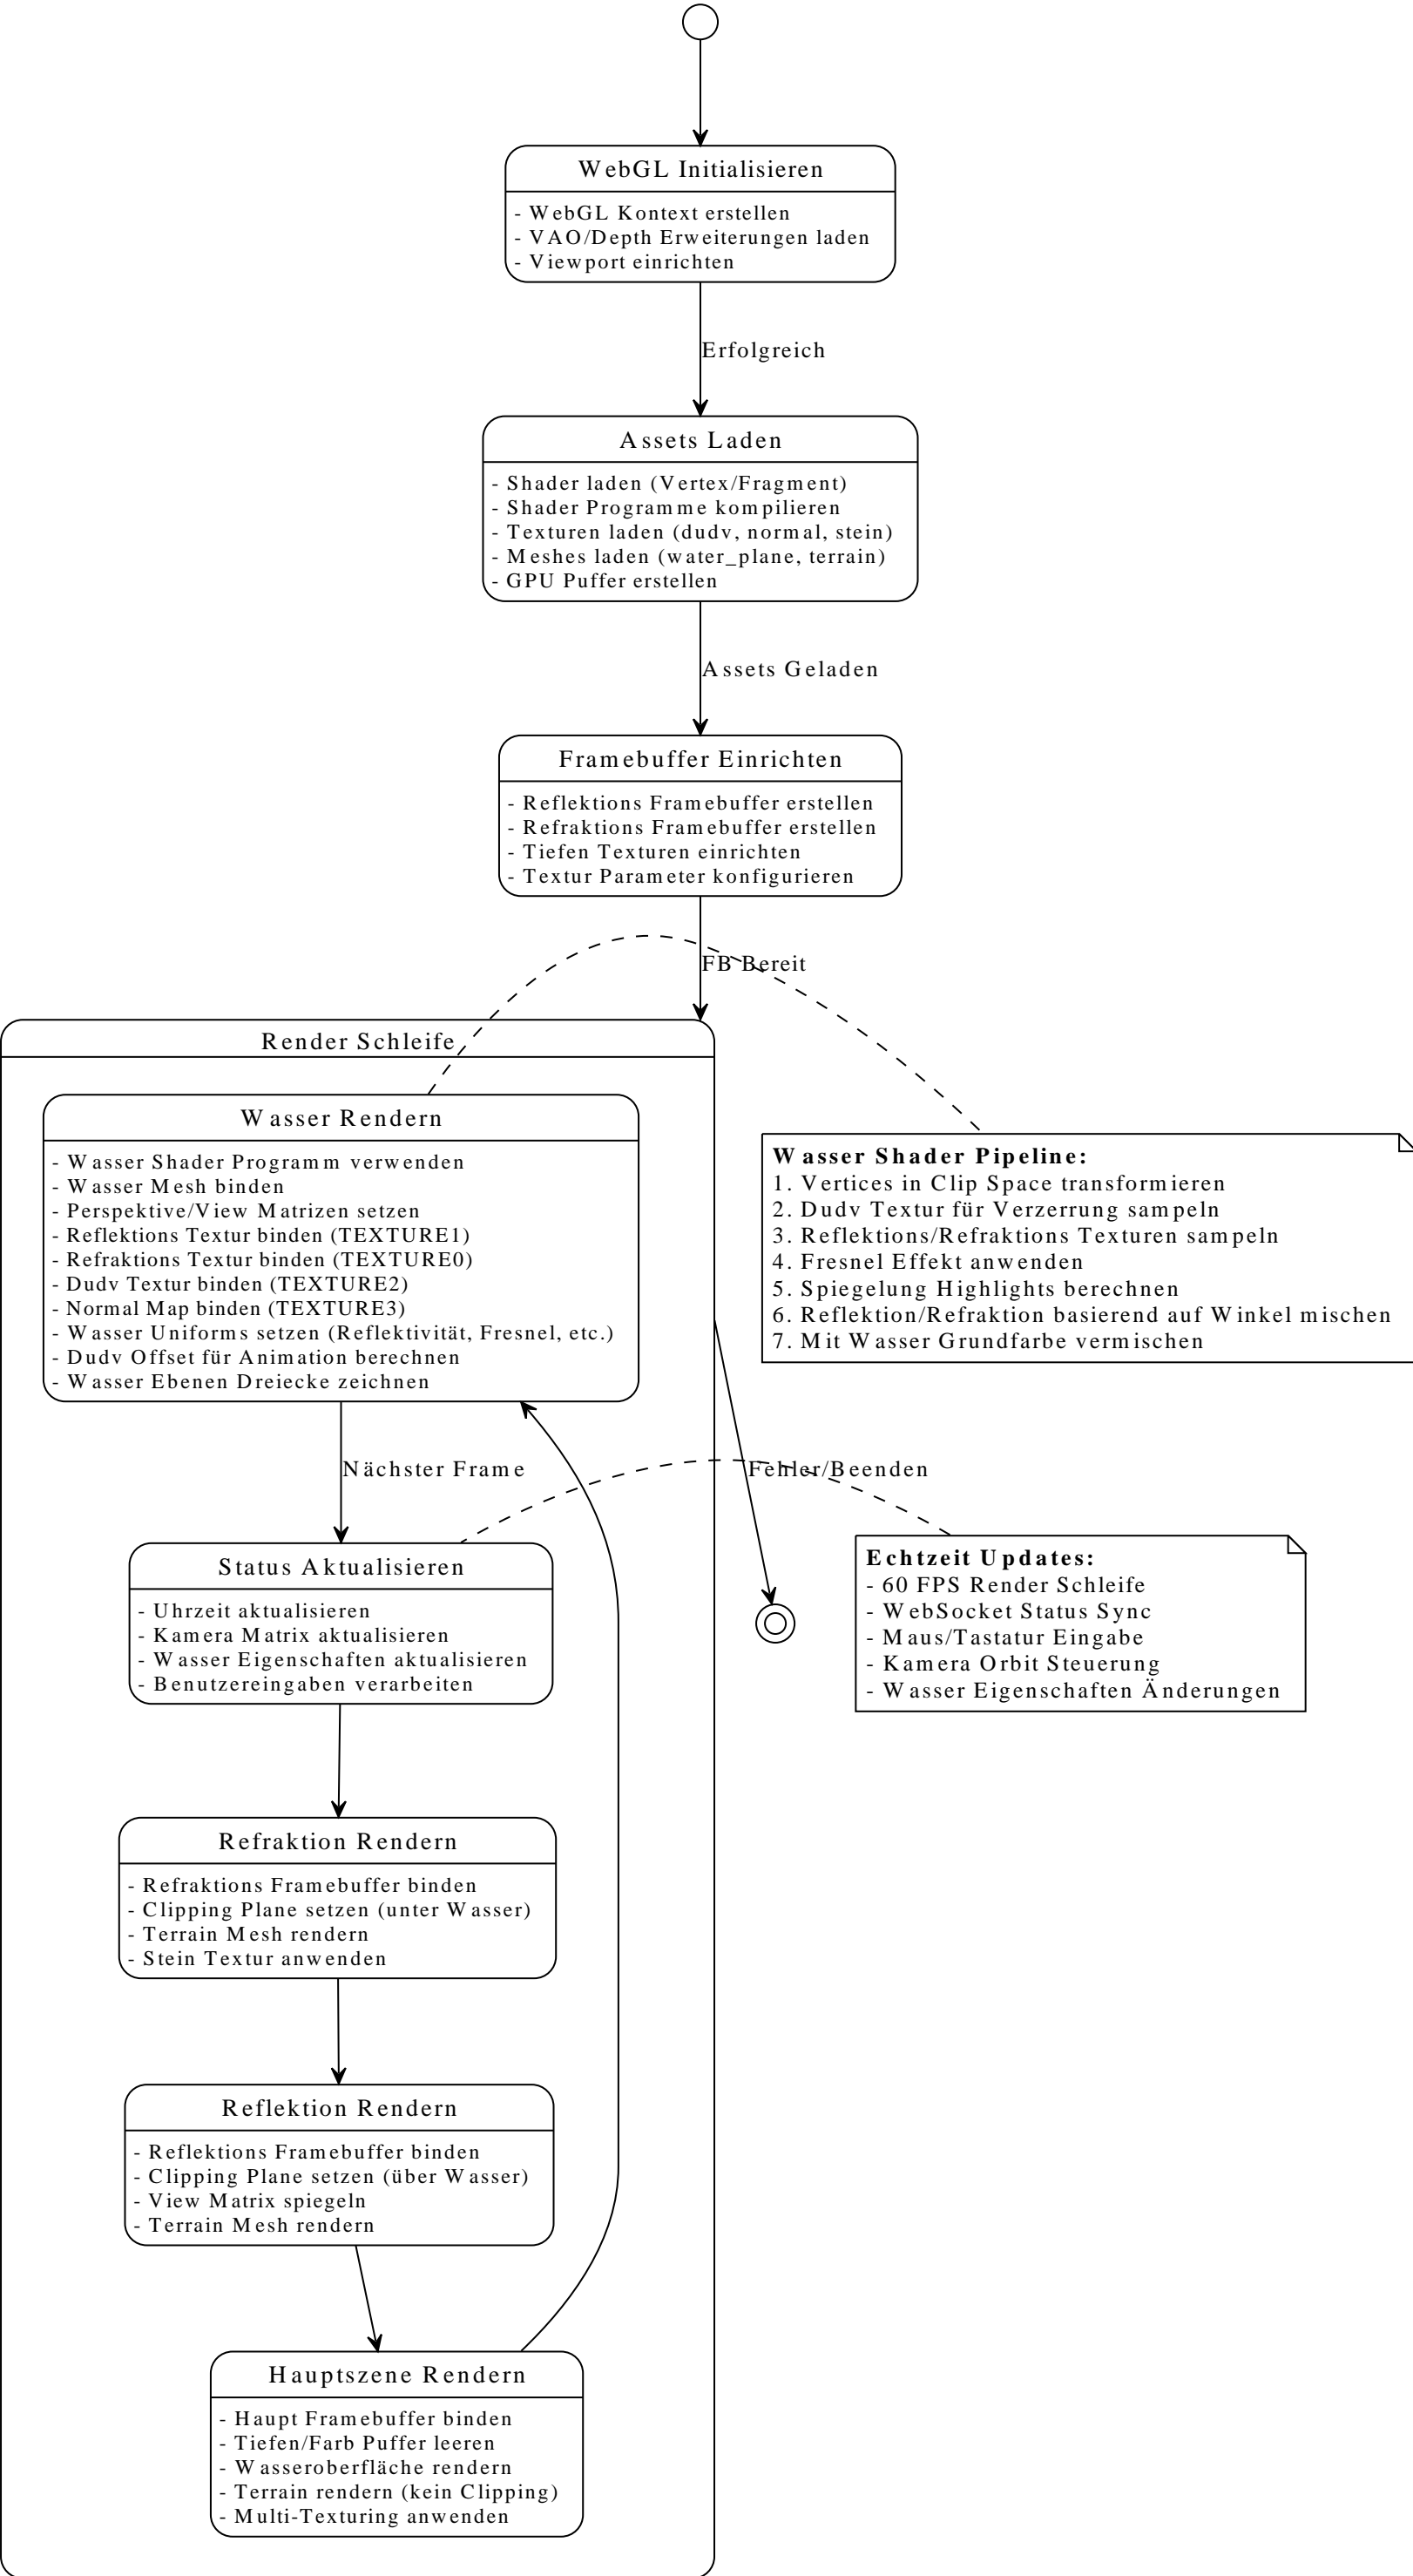 WebGL Initialisieren
- WebGL Kontext erstellen
- VAO/Depth Erweiterungen laden
- Viewport einrichten
Erfolgreich
Assets Laden
- Shader laden (Vertex/Fragment)
- Shader Programme kompilieren
- Texturen laden (dudv, normal, stein)
- Meshes laden (water_plane, terrain)
- GPU Puffer erstellen
Assets Geladen
Framebuffer Einrichten
- Reflektions Framebuffer erstellen
- Refraktions Framebuffer erstellen
- Tiefen Texturen einrichten
- Textur Parameter konfigurieren
FB Bereit
Render Schleife
Wasser Rendern
- Wasser Shader Programm verwenden
- Wasser Mesh binden
- Perspektive/View Matrizen setzen
- Reflektions Textur binden (TEXTURE1)
- Refraktions Textur binden (TEXTURE0)
- Dudv Textur binden (TEXTURE2)
- Normal Map binden (TEXTURE3)
- Wasser Uniforms setzen (Reflektivität, Fresnel, etc.)
- Dudv Offset für Animation berechnen
- Wasser Ebenen Dreiecke zeichnen
Wasser Shader Pipeline:
1. Vertices in Clip Space transformieren
2. Dudv Textur für Verzerrung sampeln
3. Reflektions/Refraktions Texturen sampeln
4. Fresnel Effekt anwenden
5. Spiegelung Highlights berechnen
6. Reflektion/Refraktion basierend auf Winkel mischen
7. Mit Wasser Grundfarbe vermischen
Nächster Frame
Fehler/Beenden
Status Aktualisieren
- Uhrzeit aktualisieren
- Kamera Matrix aktualisieren
- Wasser Eigenschaften aktualisieren
- Benutzereingaben verarbeiten
Echtzeit Updates:
- 60 FPS Render Schleife
- WebSocket Status Sync
- Maus/Tastatur Eingabe
- Kamera Orbit Steuerung
- Wasser Eigenschaften Änderungen
Refraktion Rendern
- Refraktions Framebuffer binden
- Clipping Plane setzen (unter Wasser)
- Terrain Mesh rendern
- Stein Textur anwenden
Reflektion Rendern
- Reflektions Framebuffer binden
- Clipping Plane setzen (über Wasser)
- View Matrix spiegeln
- Terrain Mesh rendern
Hauptszene Rendern
- Haupt Framebuffer binden
- Tiefen/Farb Puffer leeren
- Wasseroberfläche rendern
- Terrain rendern (kein Clipping)
- Multi-Texturing anwenden